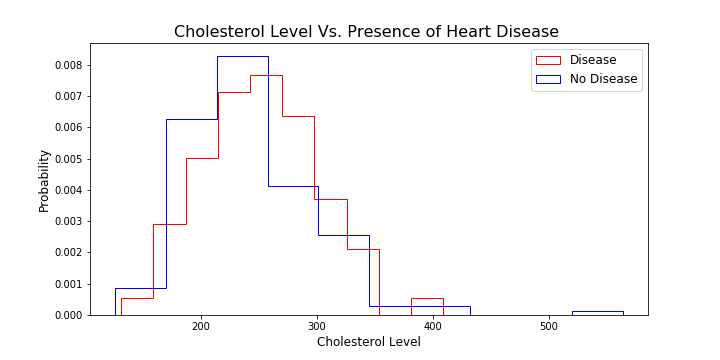 Cholesterol Level Vs. Presence of Heart Disease
Disease
No Disease
Probability
0.008
0.007
0.006
0.005
0.004
0.003
0.002
0.001
0.000
200 300 400 500
Cholesterol Level